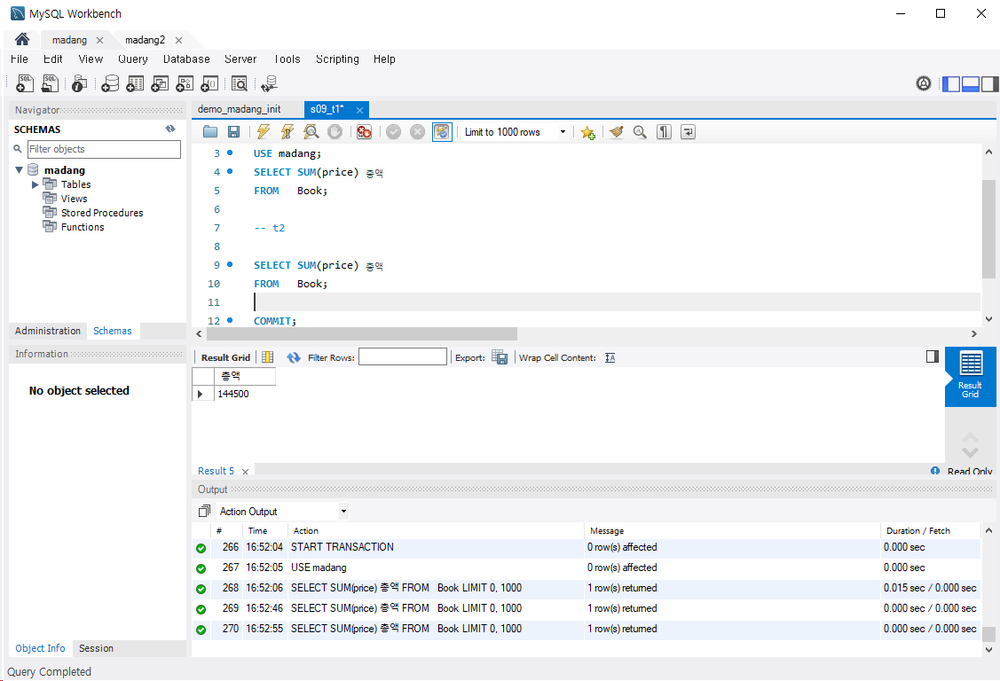 MySQL Workbench
madang
madang2
File Edit View Query Database Server Tools Scripting Help
Navigator
SCHEMAS
Filter objects
madang
Tables
Views
Stored Procedures
Functions
Administration Schemas
Information
No object selected
Object Info Session
demo_madang_init
s09_t1*
Limit to 1000 rows
3 USE madang;
4 SELECT SUM(price) 총액
5 FROM Book;
6
7 -- t2
8
9 SELECT SUM(price) 총액
10 FROM Book;
11
12 COMMIT;
Result Grid Filter Rows: Export: Wrap Cell Content:
총액
144500
Result Grid
Result 5
Read Only
Output
Action Output
# Time Action Message Duration / Fetch
266 16:52:04 START TRANSACTION 0 row(s) affected 0.000 sec
267 16:52:05 USE madang 0 row(s) affected 0.000 sec
268 16:52:06 SELECT SUM(price) 총액 FROM Book LIMIT 0, 1000 1 row(s) returned 0.015 sec / 0.000 sec
269 16:52:46 SELECT SUM(price) 총액 FROM Book LIMIT 0, 1000 1 row(s) returned 0.000 sec / 0.000 sec
270 16:52:55 SELECT SUM(price) 총액 FROM Book LIMIT 0, 1000 1 row(s) returned 0.000 sec / 0.000 sec
Query Completed